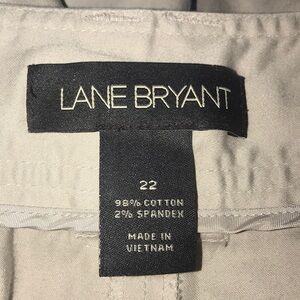 LANE BRYANT
22
98% COTTON
2% SPANDEX
MADE IN
VIETNAM